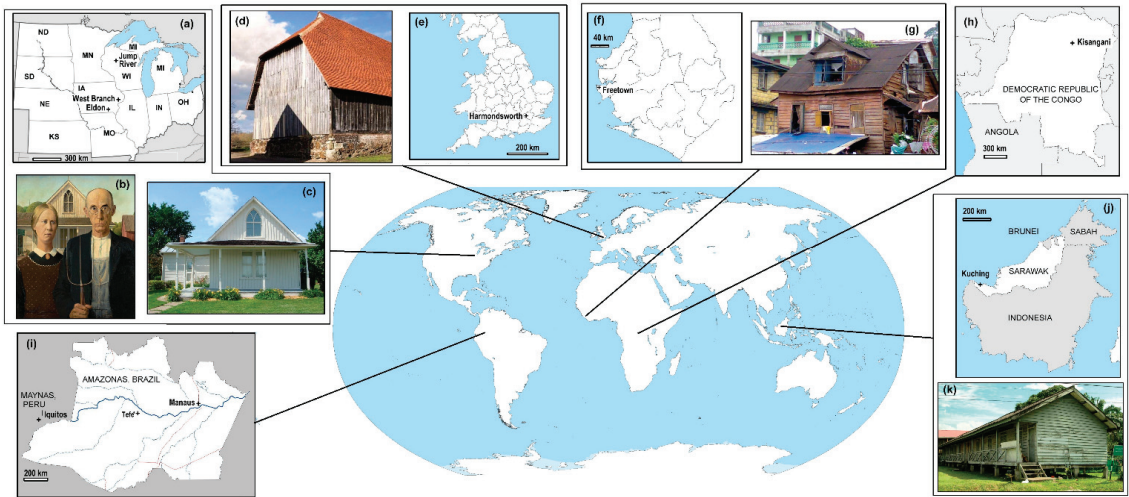 (a)
ND
MN
MI
Jump
River
SD
WI
MI
IA
West Branch
Eldon
NE
IL
IN
OH
KS
MO
300 km
(b)
(c)
(d)
(e)
Harmondsworth
200 km
(f)
40 km
Freetown
(g)
(h)
Kisangani
DEMOCRATIC REPUBLIC
OF THE CONGO
ANGOLA
300 km
(i)
AMAZONAS, BRAZIL
MAYNAS,
PERU
Iquitos
Tefé
Manaus
200 km
(j)
200 km
BRUNEI
SABAH
Kuching
SARAWAK
INDONESIA
(k)